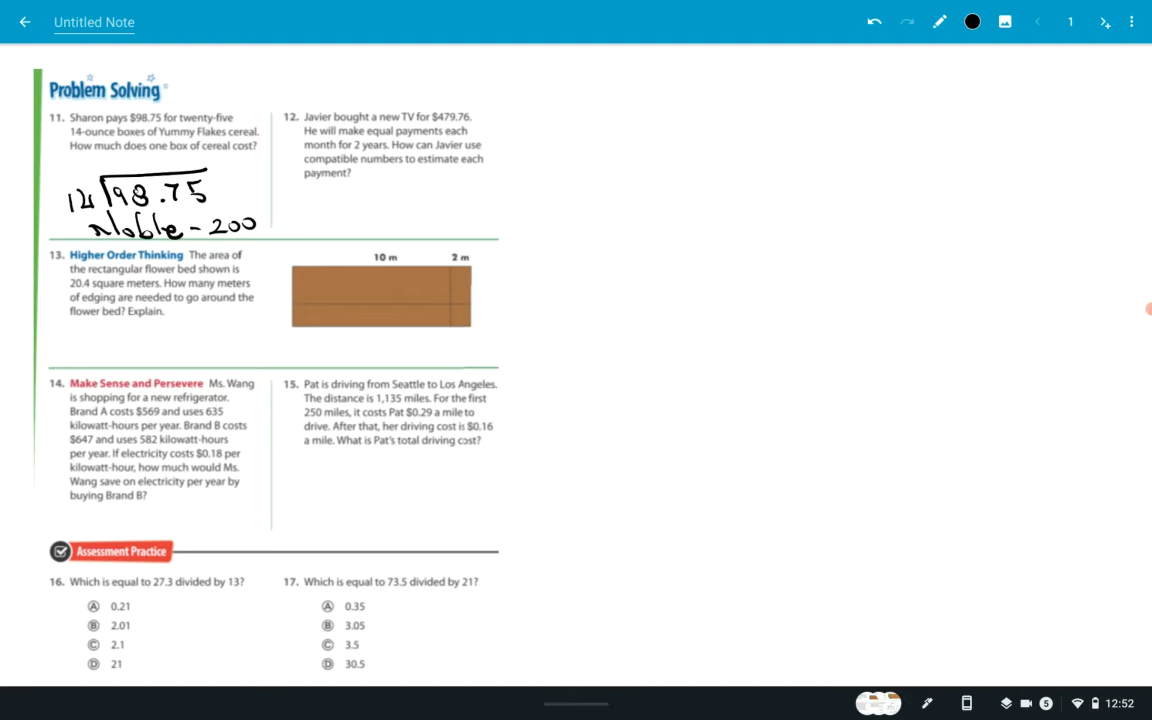 Untitled Note
1
Problem Solving
11. Sharon pays $98.75 for twenty-five
14-ounce boxes of Yummy Flakes cereal.
How much does one box of cereal cost?
98.75
- 200
12. Javier bought a new TV for $479.76.
He will make equal payments each
month for 2 years. How can Javier use
compatible numbers to estimate each
payment?
13. Higher Order Thinking The area of
the rectangular flower bed shown is
20.4 square meters. How many meters
of edging are needed to go around the
flower bed? Explain.
10 m 2 m
14. Make Sense and Persevere Ms. Wang
is shopping for a new refrigerator.
Brand A costs $569 and uses 635
kilowatt-hours per year. Brand B costs
$647 and uses 582 kilowatt-hours
per year. If electricity costs $0.18 per
kilowatt-hour, how much would Ms.
Wang save on electricity per year by
buying Brand B?
15. Pat is driving from Seattle to Los Angeles.
The distance is 1,135 miles. For the first
250 miles, it costs Pat $0.29 a mile to
drive. After that, her driving cost is $0.16
a mile. What is Pat's total driving cost?
Assessment Practice
16. Which is equal to 27.3 divided by 13?
A 0.21
B 2.01
C 2.1
D 21
17. Which is equal to 73.5 divided by 21?
A 0.35
B 3.05
C 3.5
D 30.5
5 12:52